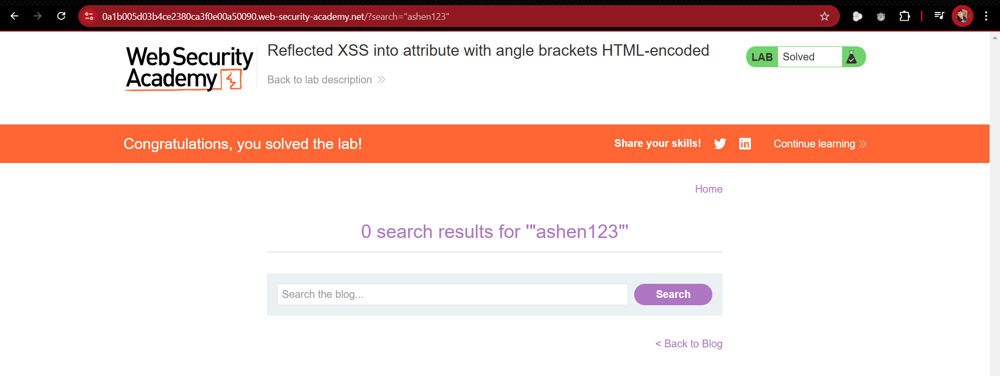 0a1b005d03b4ce2380ca3f0e00a50090.web-security-academy.net/?search="ashen123"
Web Security
Academy
Reflected XSS into attribute with angle brackets HTML-encoded
Back to lab description
LAB Solved
Congratulations, you solved the lab!
Share your skills! in Continue learning
Home
0 search results for '"ashen123"'
Search the blog... Search
< Back to Blog